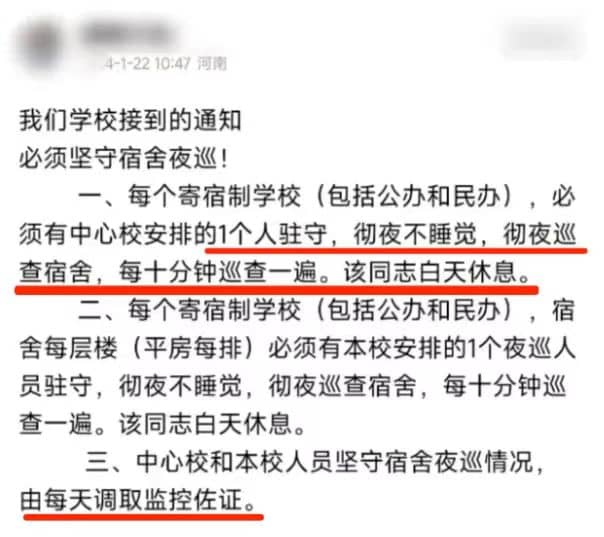 4-1-22 10:47 河南
我们学校接到的通知
必须坚守宿舍夜巡！
一、每个寄宿制学校（包括公办和民办），必
须有中心校安排的1个人驻守，彻夜不睡觉，彻夜巡
查宿舍，每十分钟巡查一遍。该同志白天休息。
二、每个寄宿制学校（包括公办和民办），宿
舍每层楼（平房每排）必须有本校安排的1个夜巡人
员驻守，彻夜不睡觉，彻夜巡查宿舍，每十分钟巡
查一遍。该同志白天休息。
三、中心校和本校人员坚守宿舍夜巡情况，
由每天调取监控佐证。